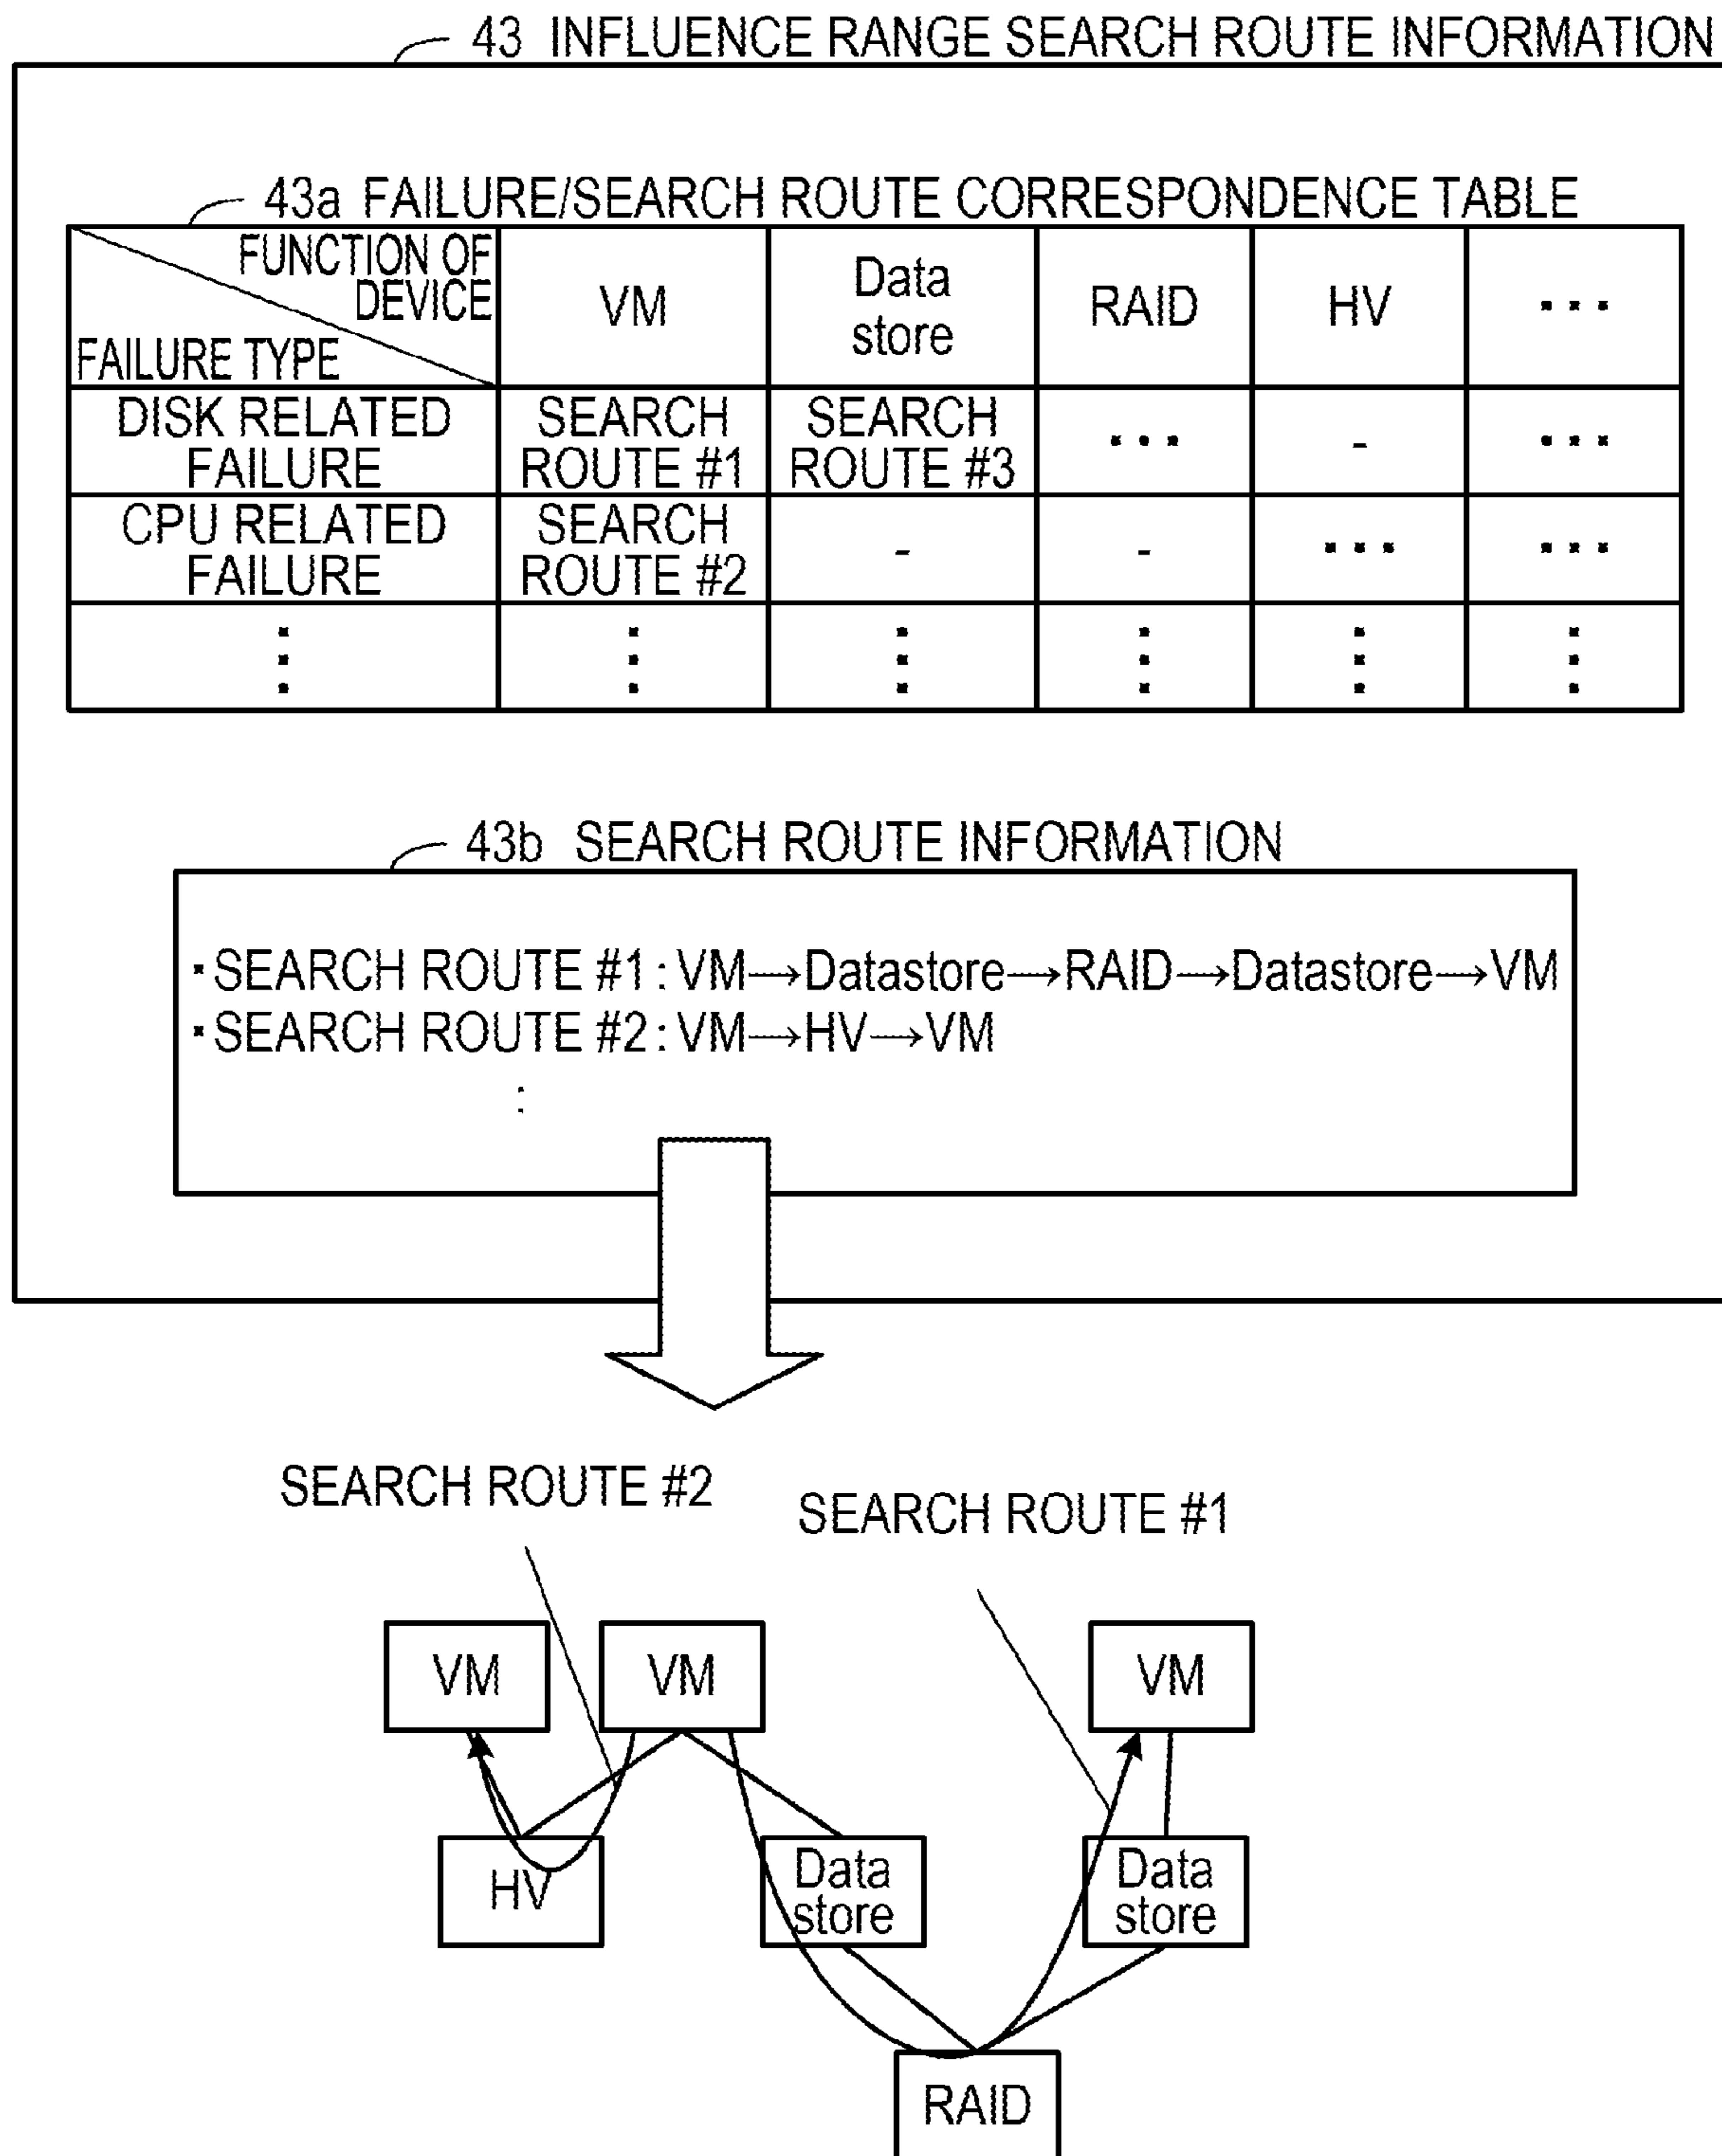 43 INFLUENCE RANGE SEARCH ROUTE INFORMATION
43a FAILURE/SEARCH ROUTE CORRESPONDENCE TABLE
FUNCTION OF
DEVICE
FAILURE TYPE
VM
Data
store
RAID
HV
...
DISK RELATED
FAILURE
SEARCH
ROUTE #1
SEARCH
ROUTE #3
...
-
...
CPU RELATED
FAILURE
SEARCH
ROUTE #2
-
-
...
...
⋮ ⋮ ⋮ ⋮ ⋮ ⋮
43b SEARCH ROUTE INFORMATION
▪ SEARCH ROUTE #1 : VM→Datastore→RAID→Datastore→VM
▪ SEARCH ROUTE #2 : VM→HV→VM
:
SEARCH ROUTE #2
SEARCH ROUTE #1
VM
VM
VM
HV
Data
store
Data
store
RAID